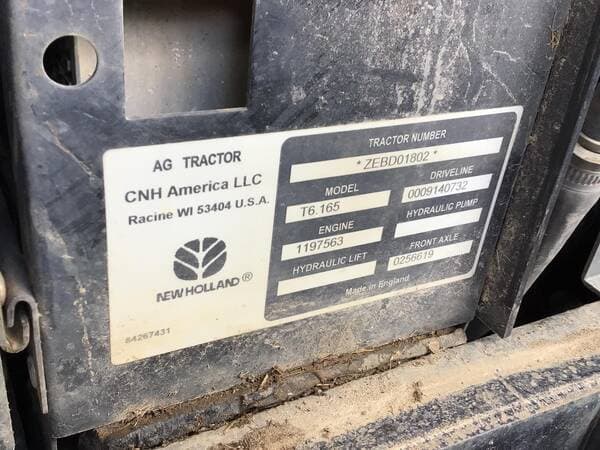 AG TRACTOR
CNH America LLC
Racine WI 53404 U.S.A.
NEW HOLLAND ®
84267431
TRACTOR NUMBER
* ZEBD01802 *
MODEL
T6.165
DRIVELINE
0009140732
ENGINE
1197563
HYDRAULIC PUMP
HYDRAULIC LIFT
FRONT AXLE
0256619
Made in England